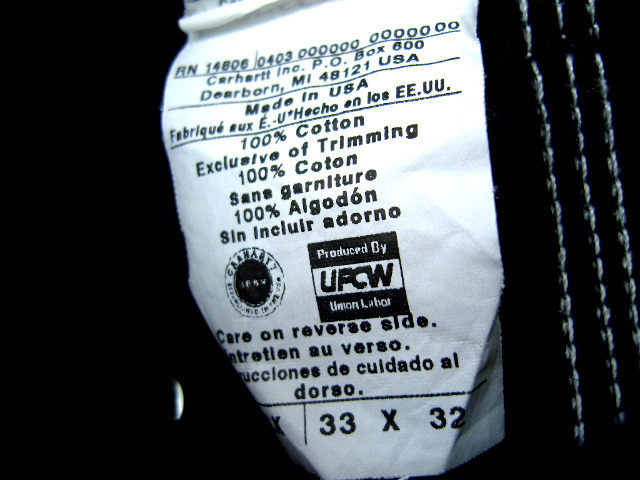 RN 14806 0403 000000 0000000
Carhartt Inc. P.O. Box 600
Dearborn, MI 48121 USA
Made in USA
Fabriqué aux É.-U*Hecho en los EE.UU.
100% Cotton
Exclusive of Trimming
100% Coton
Sans garniture
100% Algodón
Sin incluir adorno
Produced By
UFCW
Union Labor
Care on reverse side.
ntretien au verso.
ucciones de cuidado al
dorso.
X 33 X 32